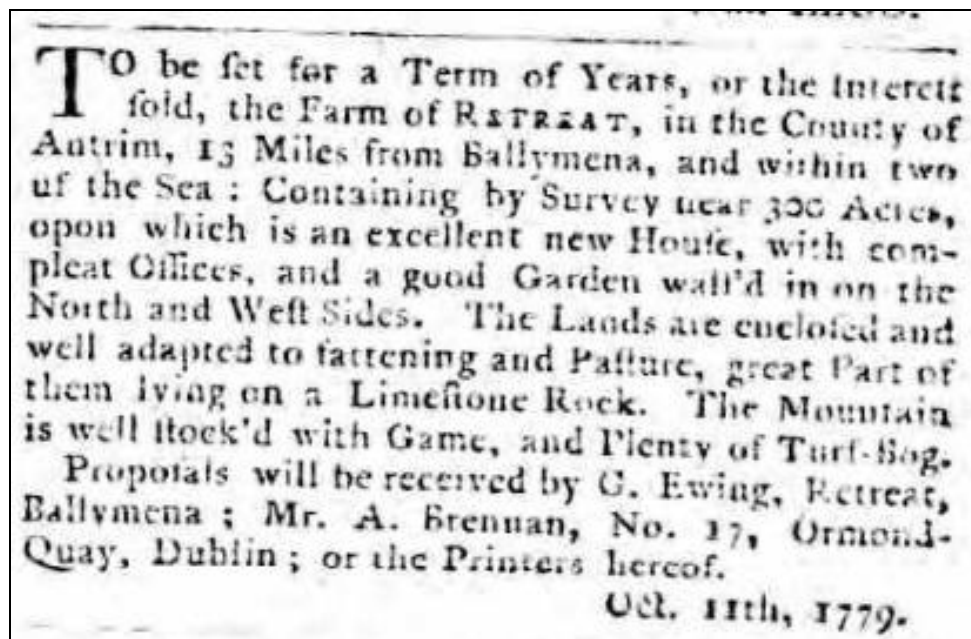 TO be ſet for a Term of Years, or the Intereſt
ſold, the Farm of RETREAT, in the County of
Antrim, 13 Miles from Ballymena, and within two
of the Sea: Containing by Survey near 300 Acres,
opon which is an excellent new Houſe, with com-
pleat Offices, and a good Garden wall'd in on the
North and Weſt Sides. The Lands are encloſed and
well adapted to fattening and Paſture, great Part of
them lying on a Limeſtone Rock. The Mountain
is well ſtock'd with Game, and Plenty of Turf-Bog.
Propoſals will be received by G. Ewing, Retreat,
Ballymena; Mr. A. Brennan, No. 17, Ormond-
Quay, Dublin; or the Printers hereof.
Oct. 11th, 1779.